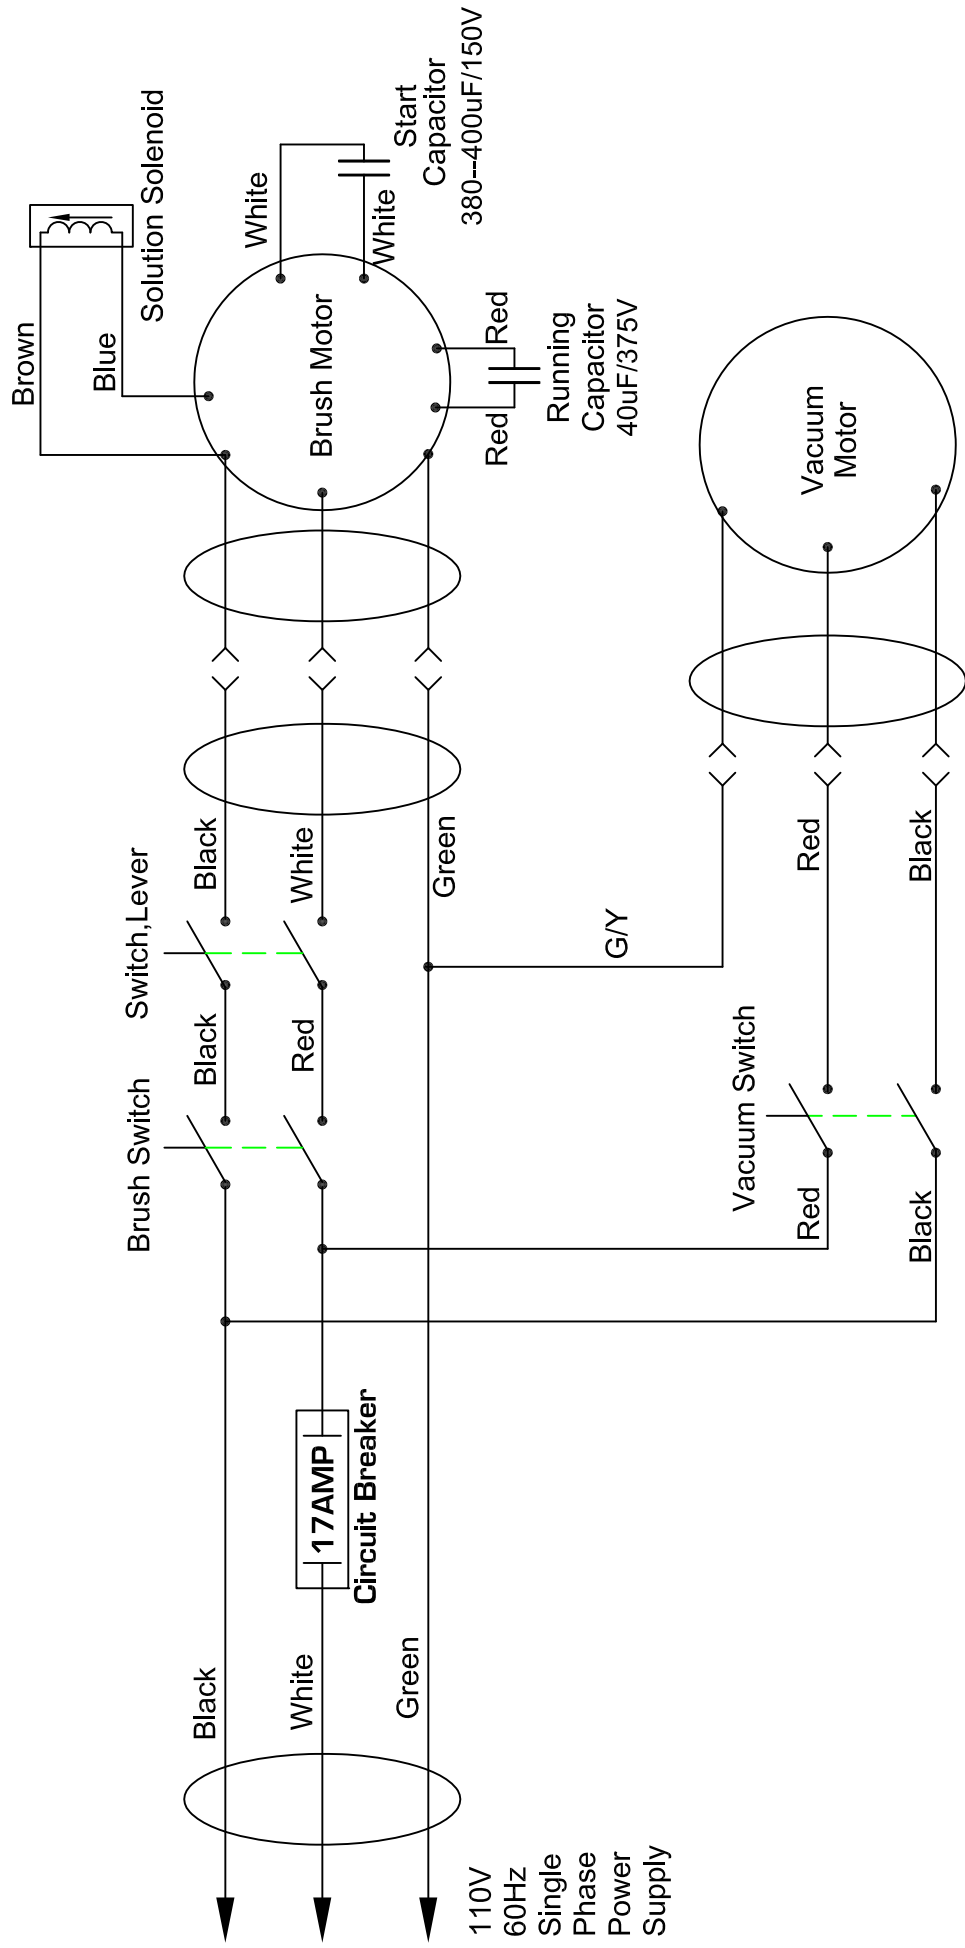 110V
60Hz
Single
Phase
Power
Supply
Black
White
Green
17AMP
Circuit Breaker
Brush Switch
Black
Red
Switch,Lever
Black
White
Green
G/Y
Brown
Blue
Solution Solenoid
Brush Motor
White
White
Start
Capacitor
380--400uF/150V
Red
Red
Running
Capacitor
40uF/375V
Vacuum Switch
Red
Black
Red
Black
Vacuum
Motor